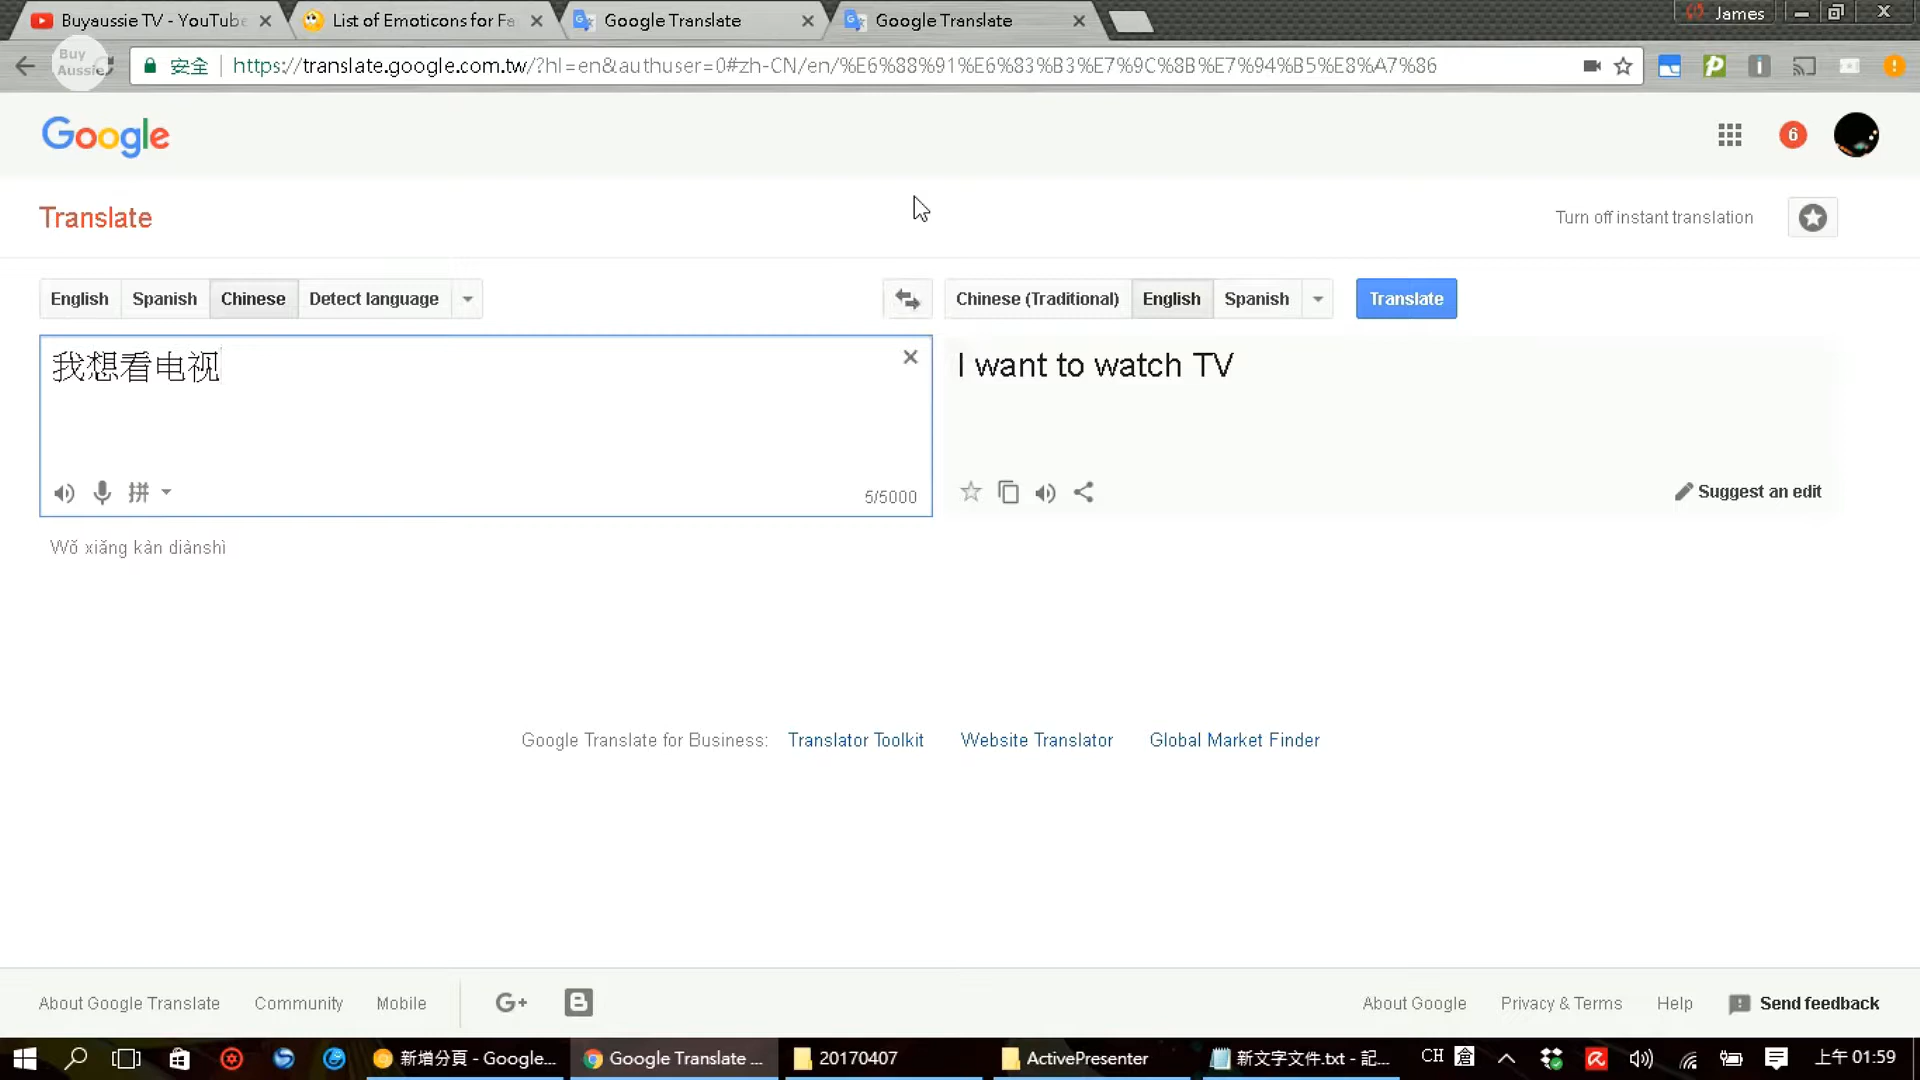 Buyaussie TV - YouTube
List of Emoticons for Fa
Google Translate
Google Translate
James
Buy
Aussie
安全
https://translate.google.com.tw/?hl=en&authuser=0#zh-CN/en/%E6%88%91%E6%83%B3%E7%9C%8B%E7%94%B5%E8%A7%86
Google
6
Translate
Turn off instant translation
English Spanish Chinese Detect language
Chinese (Traditional) English Spanish Translate
我想看电视
I want to watch TV
拼
5/5000
Suggest an edit
Wǒ xiǎng kàn diànshì
Google Translate for Business: Translator Toolkit Website Translator Global Market Finder
About Google Translate Community Mobile G+ B
About Google Privacy & Terms Help Send feedback
新增分頁 - Google...
Google Translate ...
20170407
ActivePresenter
新文字文件.txt - 記...
CH 倉
上午 01:59